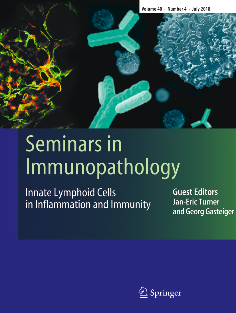 Volume 40 · Number 4 · July 2018
Seminars in
Immunopathology
Innate Lymphoid Cells
in Inflammation and Immunity
Guest Editors
Jan-Eric Turner
and Georg Gasteiger
Springer